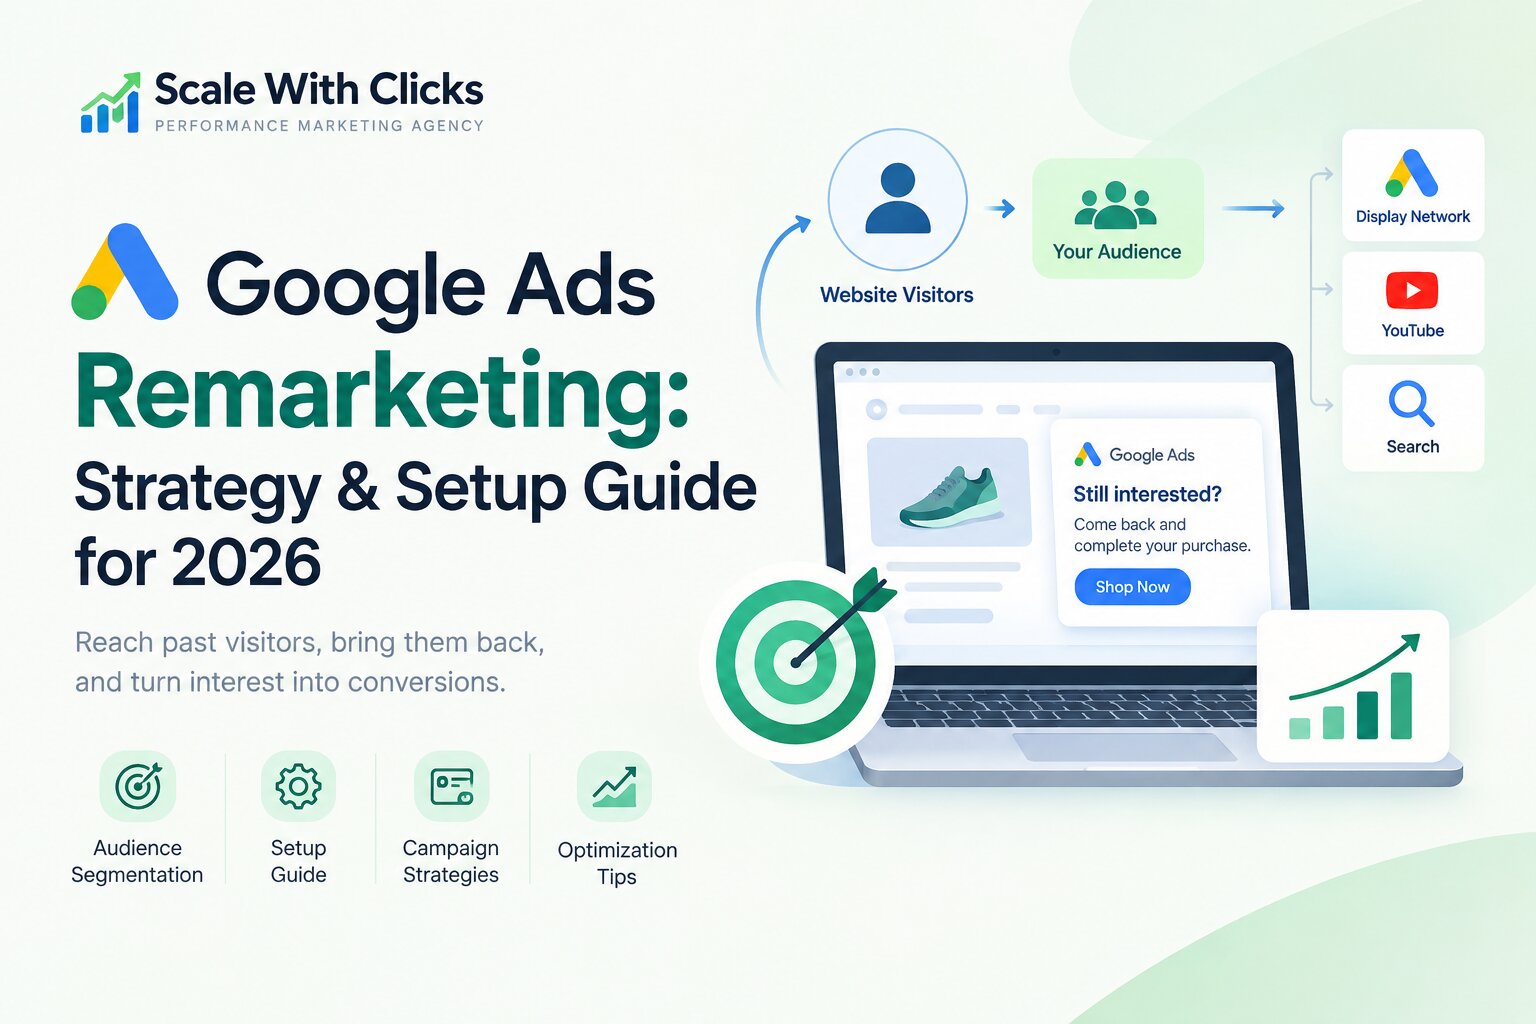 Scale With Clicks
PERFORMANCE MARKETING AGENCY
Google Ads
Remarketing:
Strategy & Setup Guide
for 2026
Reach past visitors, bring them back,
and turn interest into conversions.
Audience
Segmentation
Setup
Guide
Campaign
Strategies
Optimization
Tips
Website Visitors
Your Audience
Display Network
YouTube
Search
Google Ads
Still interested?
Come back and
complete your purchase.
Shop Now